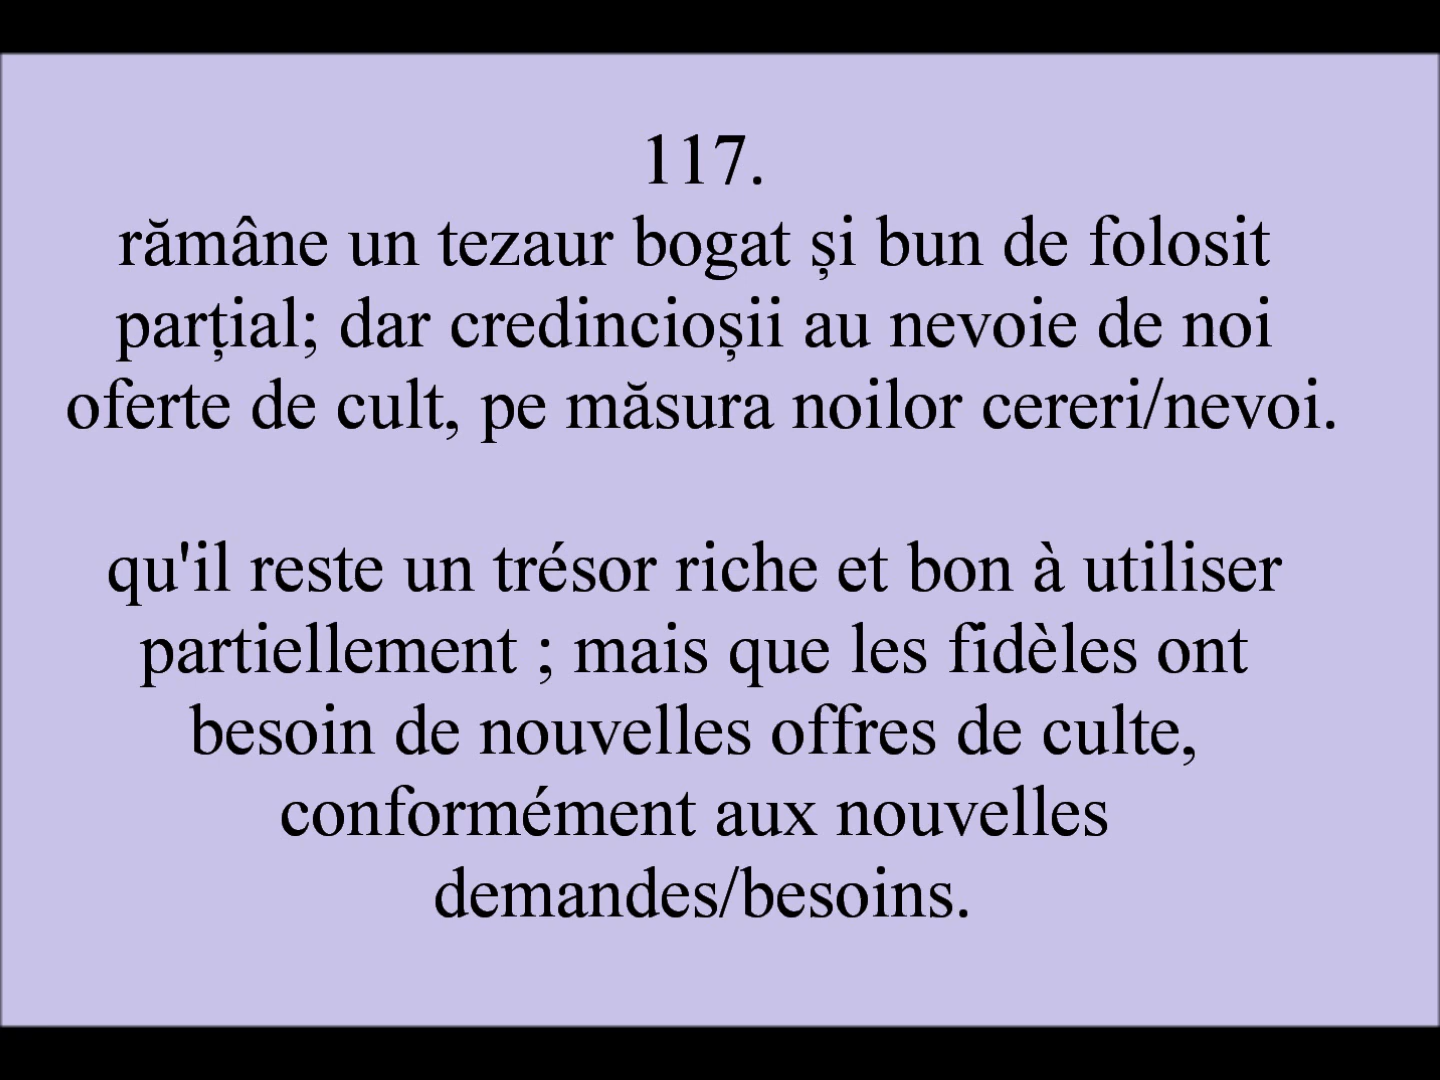 117.
rămâne un tezaur bogat și bun de folosit
parțial; dar credincioșii au nevoie de noi
oferte de cult, pe măsura noilor cereri/nevoi.
qu'il reste un trésor riche et bon à utiliser
partiellement ; mais que les fidèles ont
besoin de nouvelles offres de culte,
conformément aux nouvelles
demandes/besoins.